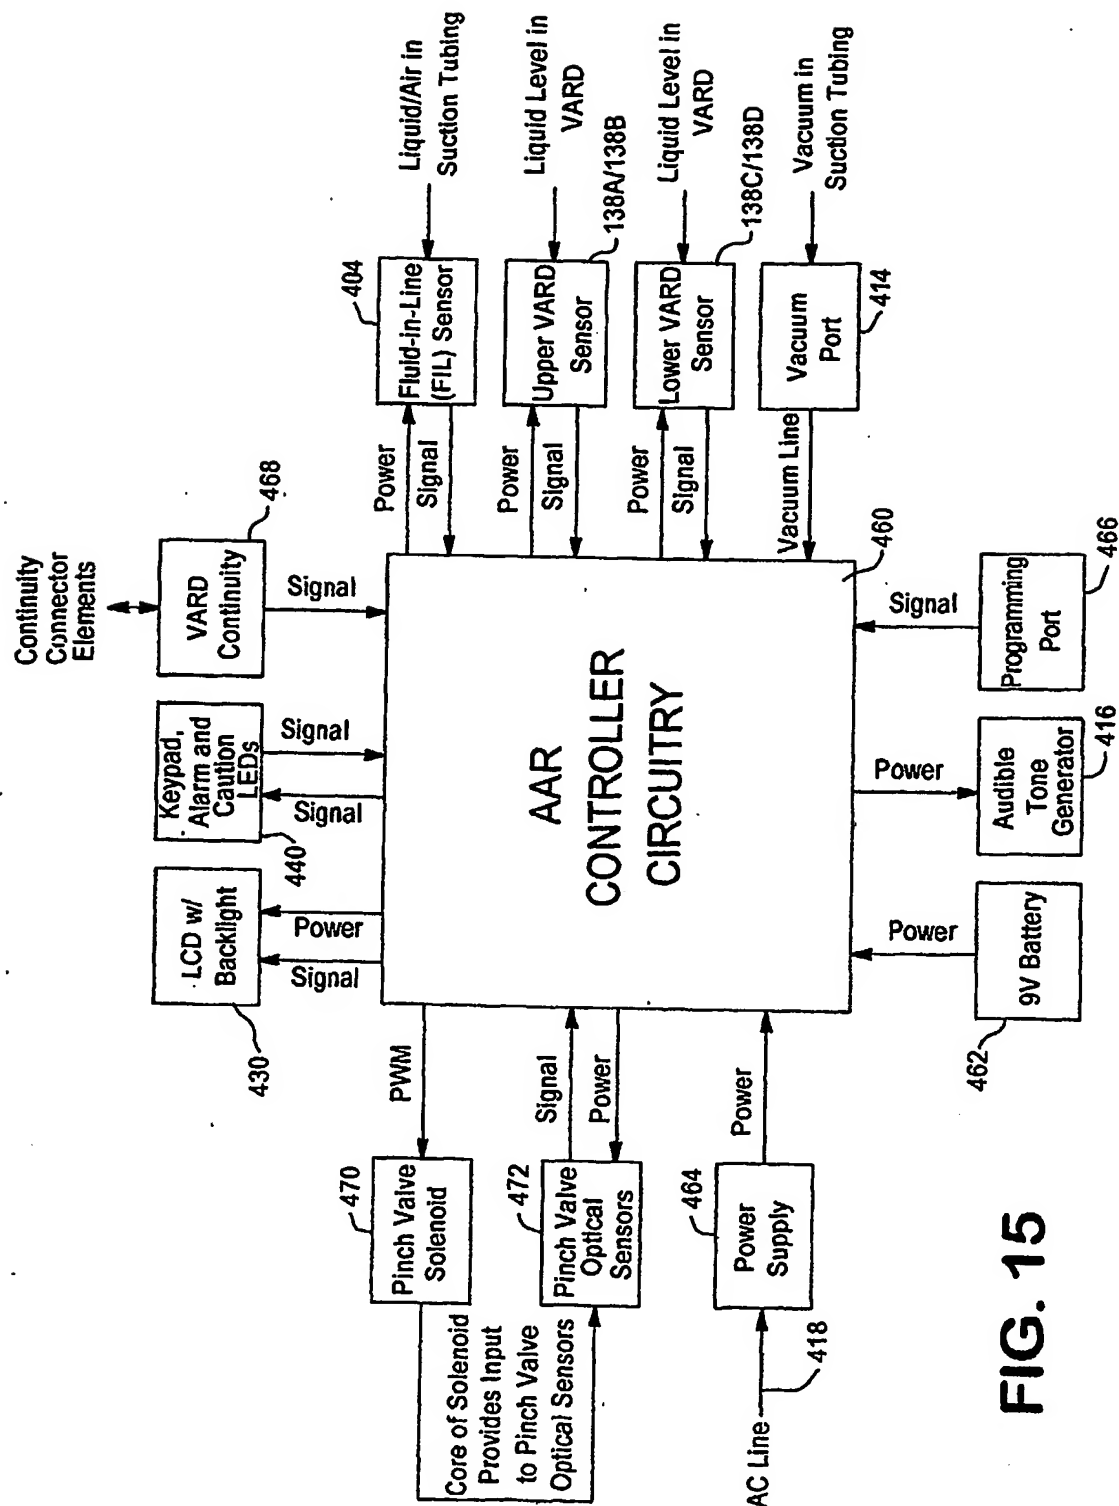 Continuity
Connector
Elements
430
LCD w/
Backlight
Signal
Power
440
Keypad,
Alarm and
Caution
LEDs
Signal
Signal
468
VARD
Continuity
Signal
470
Pinch Valve
Solenoid
PWM
Core of Solenoid
Provides Input
to Pinch Valve
Optical Sensors
472
Pinch Valve
Optical
Sensors
Signal
Power
AC Line
418
464
Power
Supply
Power
AAR
CONTROLLER
CIRCUITRY
460
404
Fluid-in-Line
(FIL) Sensor
Power
Signal
Liquid/Air in
Suction Tubing
Upper VARD
Sensor
138A/138B
Power
Signal
Liquid Level in
VARD
Lower VARD
Sensor
138C/138D
Power
Signal
Liquid Level in
VARD
Vacuum
Port
414
Vacuum Line
Vacuum in
Suction Tubing
462
9V Battery
Power
Audible
Tone
Generator
416
Power
Programming
Port
466
Signal
FIG. 15